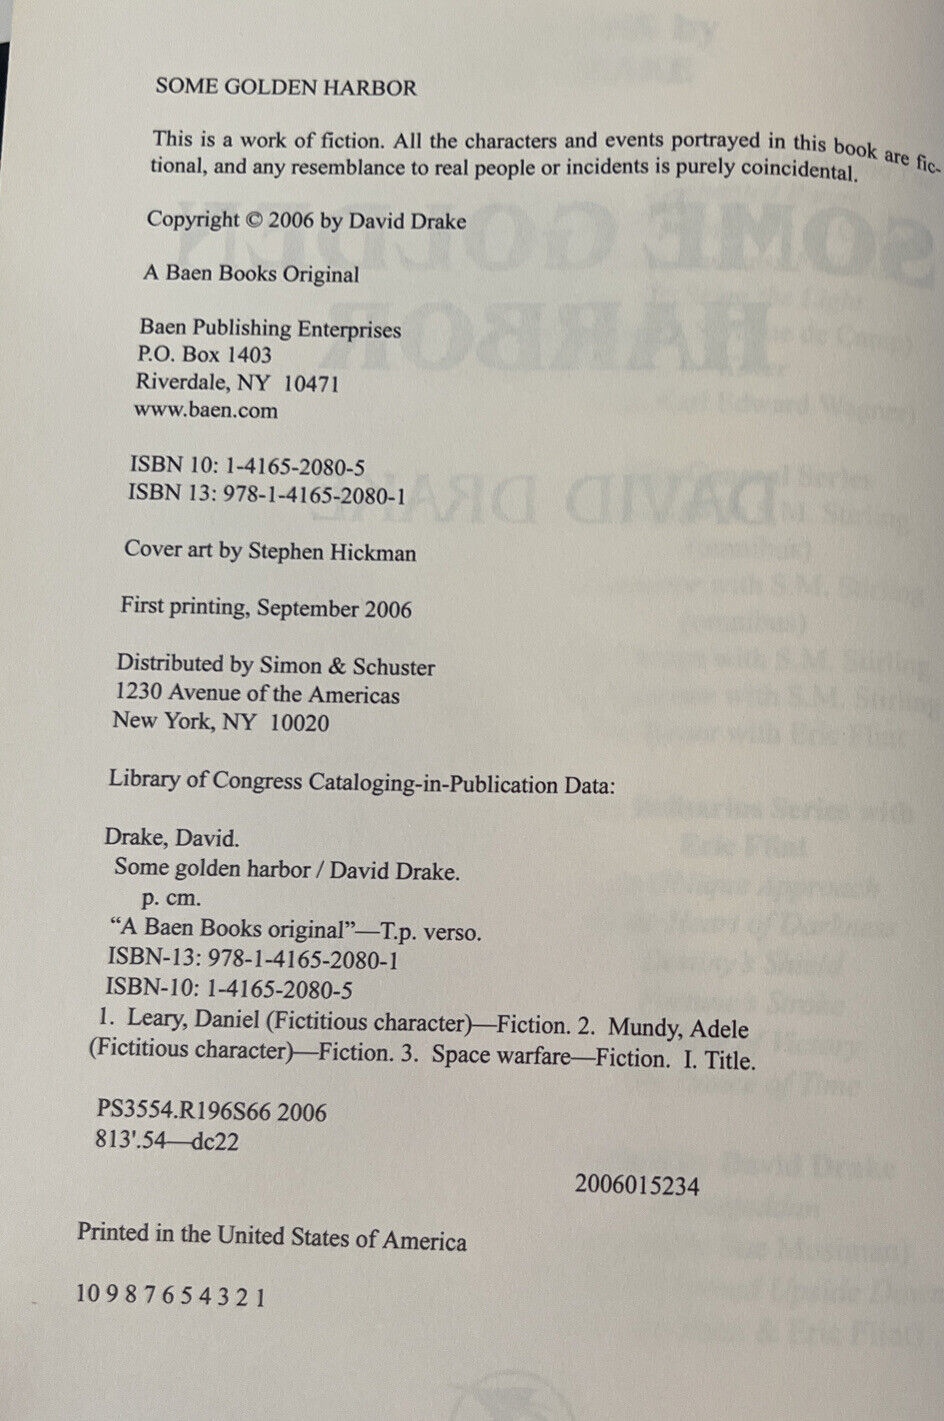 SOME GOLDEN HARBOR
This is a work of fiction. All the characters and events portrayed in this book are fic-
tional, and any resemblance to real people or incidents is purely coincidental.
Copyright © 2006 by David Drake
A Baen Books Original
Baen Publishing Enterprises
P.O. Box 1403
Riverdale, NY 10471
www.baen.com
ISBN 10: 1-4165-2080-5
ISBN 13: 978-1-4165-2080-1
Cover art by Stephen Hickman
First printing, September 2006
Distributed by Simon & Schuster
1230 Avenue of the Americas
New York, NY 10020
Library of Congress Cataloging-in-Publication Data:
Drake, David.
Some golden harbor / David Drake.
p. cm.
“A Baen Books original”—T.p. verso.
ISBN-13: 978-1-4165-2080-1
ISBN-10: 1-4165-2080-5
1. Leary, Daniel (Fictitious character)—Fiction. 2. Mundy, Adele
(Fictitious character)—Fiction. 3. Space warfare—Fiction. I. Title.
PS3554.R196S66 2006
813'.54—dc22
2006015234
Printed in the United States of America
10 9 8 7 6 5 4 3 2 1